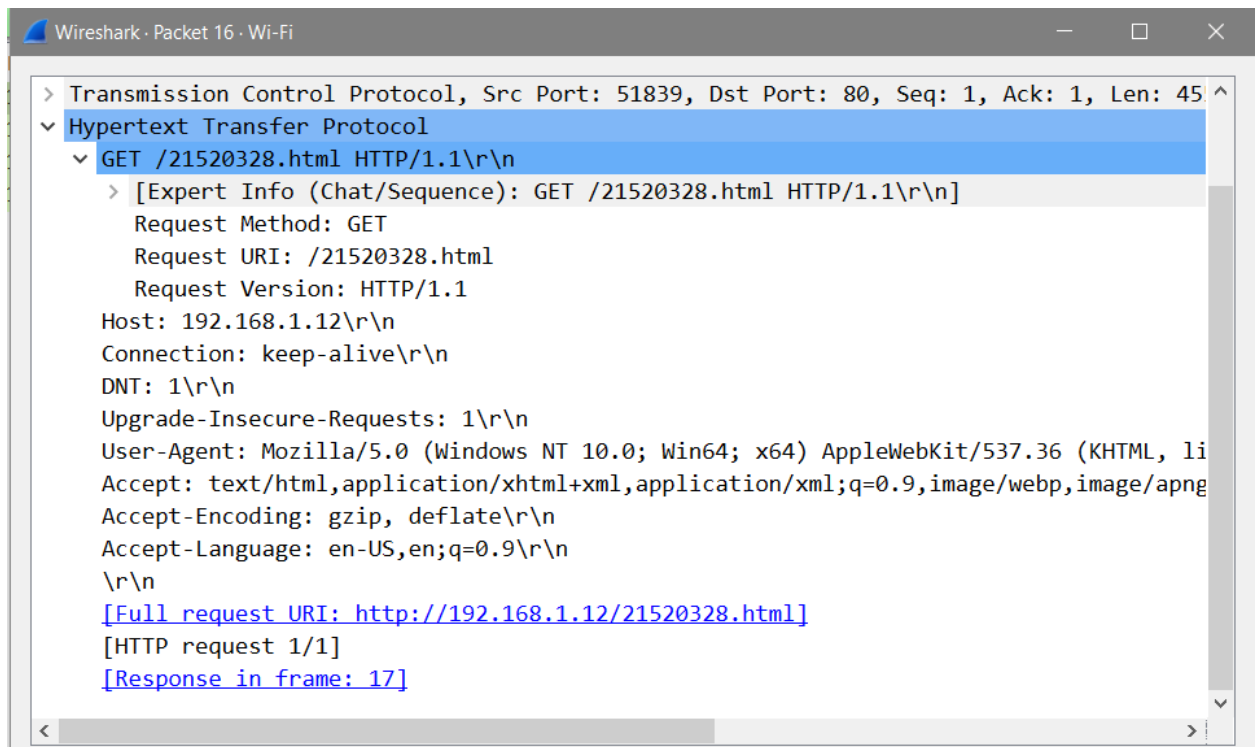 Wireshark · Packet 16 · Wi-Fi
Transmission Control Protocol, Src Port: 51839, Dst Port: 80, Seq: 1, Ack: 1, Len: 45
Hypertext Transfer Protocol
GET /21520328.html HTTP/1.1\r\n
[Expert Info (Chat/Sequence): GET /21520328.html HTTP/1.1\r\n]
Request Method: GET
Request URI: /21520328.html
Request Version: HTTP/1.1
Host: 192.168.1.12\r\n
Connection: keep-alive\r\n
DNT: 1\r\n
Upgrade-Insecure-Requests: 1\r\n
User-Agent: Mozilla/5.0 (Windows NT 10.0; Win64; x64) AppleWebKit/537.36 (KHTML, li
Accept: text/html,application/xhtml+xml,application/xml;q=0.9,image/webp,image/apng
Accept-Encoding: gzip, deflate\r\n
Accept-Language: en-US,en;q=0.9\r\n
\r\n
[Full request URI: http://192.168.1.12/21520328.html]
[HTTP request 1/1]
[Response in frame: 17]